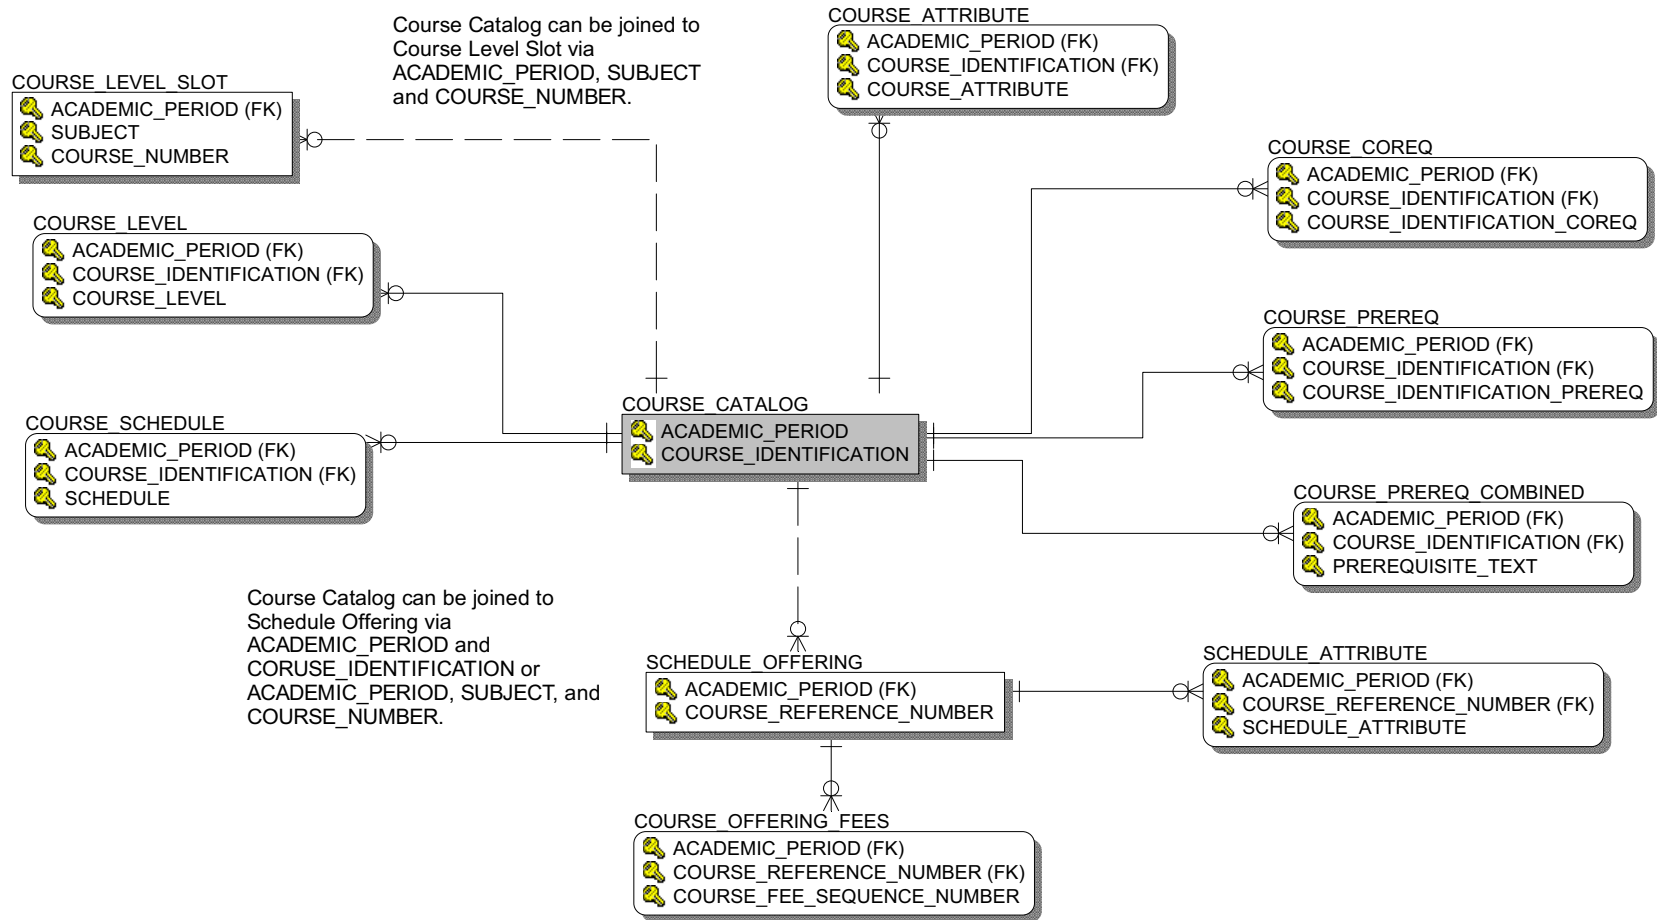 Course Catalog can be joined to
Course Level Slot via
ACADEMIC_PERIOD, SUBJECT
and COURSE_NUMBER.
COURSE_ATTRIBUTE
ACADEMIC_PERIOD (FK)
COURSE_IDENTIFICATION (FK)
COURSE_ATTRIBUTE
COURSE_LEVEL_SLOT
ACADEMIC_PERIOD (FK)
SUBJECT
COURSE_NUMBER
COURSE_COREQ
ACADEMIC_PERIOD (FK)
COURSE_IDENTIFICATION (FK)
COURSE_IDENTIFICATION_COREQ
COURSE_LEVEL
ACADEMIC_PERIOD (FK)
COURSE_IDENTIFICATION (FK)
COURSE_LEVEL
COURSE_PREREQ
ACADEMIC_PERIOD (FK)
COURSE_IDENTIFICATION (FK)
COURSE_IDENTIFICATION_PREREQ
COURSE_CATALOG
ACADEMIC_PERIOD
COURSE_IDENTIFICATION
COURSE_SCHEDULE
ACADEMIC_PERIOD (FK)
COURSE_IDENTIFICATION (FK)
SCHEDULE
COURSE_PREREQ_COMBINED
ACADEMIC_PERIOD (FK)
COURSE_IDENTIFICATION (FK)
PREREQUISITE_TEXT
Course Catalog can be joined to
Schedule Offering via
ACADEMIC_PERIOD and
CORUSE_IDENTIFICATION or
ACADEMIC_PERIOD, SUBJECT, and
COURSE_NUMBER.
SCHEDULE_OFFERING
ACADEMIC_PERIOD (FK)
COURSE_REFERENCE_NUMBER
SCHEDULE_ATTRIBUTE
ACADEMIC_PERIOD (FK)
COURSE_REFERENCE_NUMBER (FK)
SCHEDULE_ATTRIBUTE
COURSE_OFFERING_FEES
ACADEMIC_PERIOD (FK)
COURSE_REFERENCE_NUMBER (FK)
COURSE_FEE_SEQUENCE_NUMBER